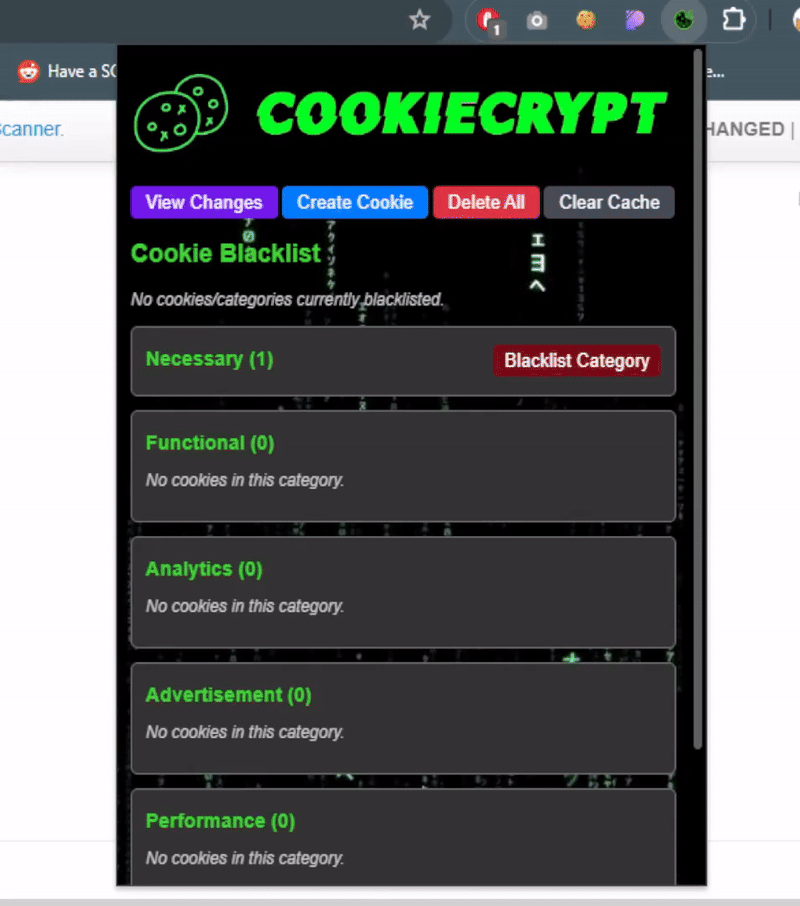 1
Have a SC
e...
Scanner.
HANGED |
COOKIECRYPT
View Changes Create Cookie Delete All Clear Cache
Cookie Blacklist
No cookies/categories currently blacklisted.
Necessary (1) Blacklist Category
Functional (0)
No cookies in this category.
Analytics (0)
No cookies in this category.
Advertisement (0)
No cookies in this category.
Performance (0)
No cookies in this category.